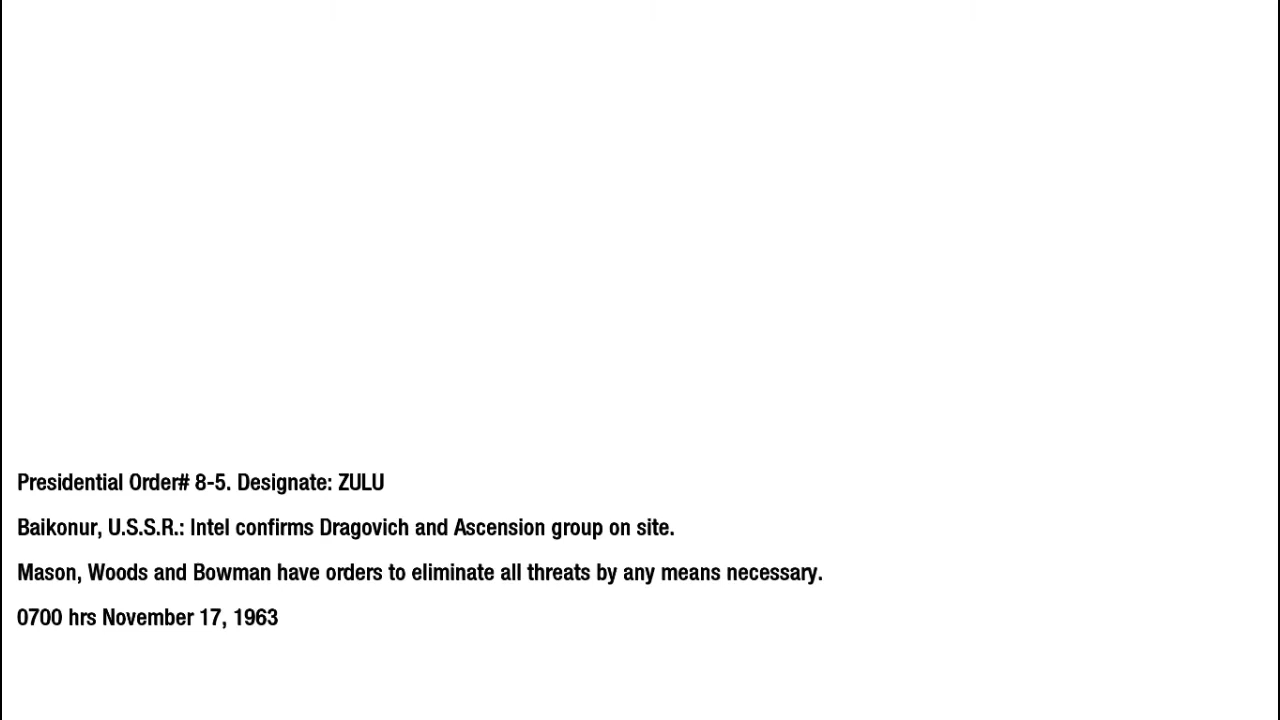 Presidential Order# 8-5. Designate: ZULU
Baikonur, U.S.S.R.: Intel confirms Dragovich and Ascension group on site.
Mason, Woods and Bowman have orders to eliminate all threats by any means necessary.
0700 hrs November 17, 1963